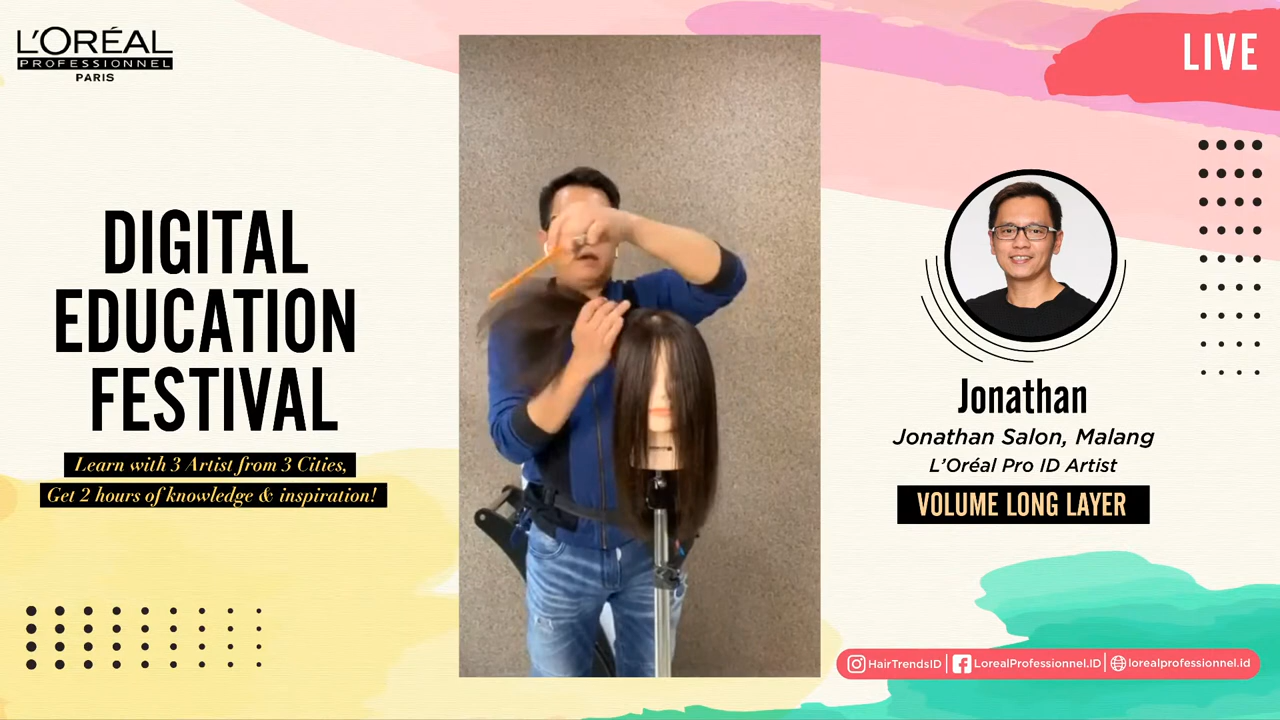 L'ORÉAL
PROFESSIONNEL
PARIS
LIVE
DIGITAL
EDUCATION
FESTIVAL
Learn with 3 Artist from 3 Cities,
Get 2 hours of knowledge & inspiration!
Jonathan
Jonathan Salon, Malang
L'Oréal Pro ID Artist
VOLUME LONG LAYER
HairTrendsID | LorealProfessionnel.ID | lorealprofessionnel.id